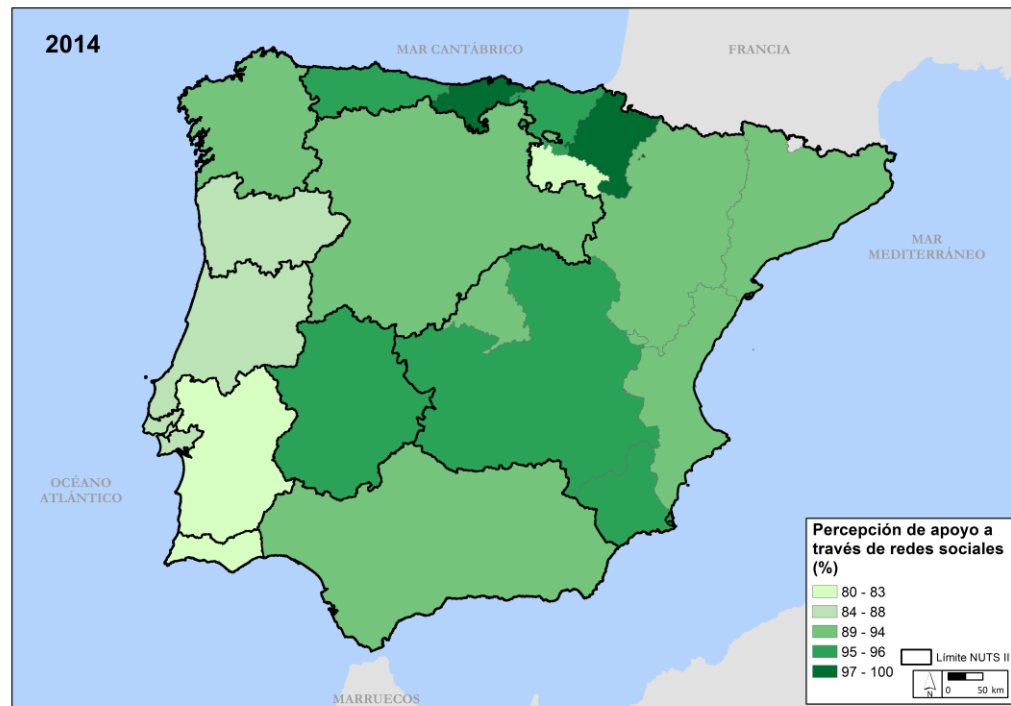 2014
MAR CANTÁBRICO
FRANCIA
MAR
MEDITERRÁNEO
OCÉANO
ATLÁNTICO
MARRUECOS
Percepción de apoyo a
través de redes sociales
(%)
80 - 83
84 - 88
89 - 94
95 - 96
97 - 100
Límite NUTS II
N
0 50 km